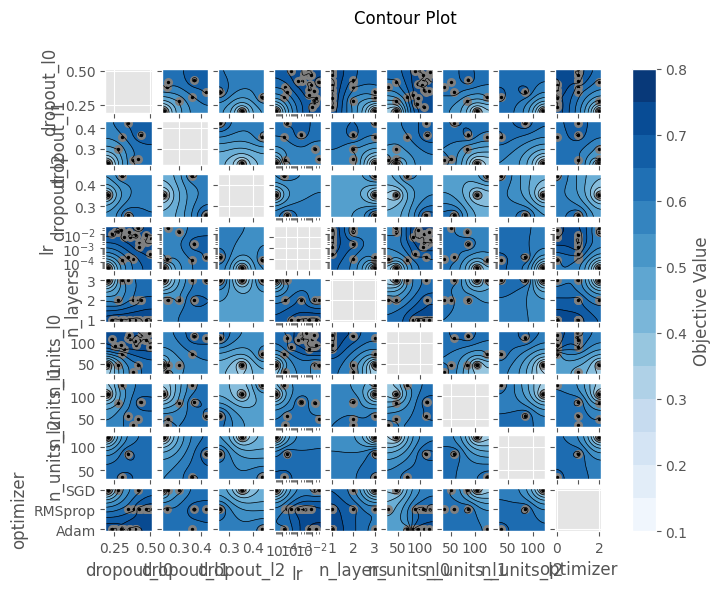 Contour Plot
dropout_l0
0.50
0.25
dropout_l1
0.4
0.3
dropout_l2
0.4
0.3
lr
10⁻²
10⁻³
10⁻⁴
n_layers
3
2
1
n_units_l0
100
50
n_units_l1
100
50
n_units_l2
100
50
optimizer
SGD
RMSprop
Adam
0.25 0.50
0.3 0.4
0.3 0.4
10⁻⁴ 10⁻²
1 2 3
50 100
50 100
50 100
0 2
dropout_l0 dropout_l1 dropout_l2 lr n_layers n_units_l0 n_units_l1 n_units_l2 optimizer
0.8
0.7
0.6
0.5
0.4
0.3
0.2
0.1
Objective Value